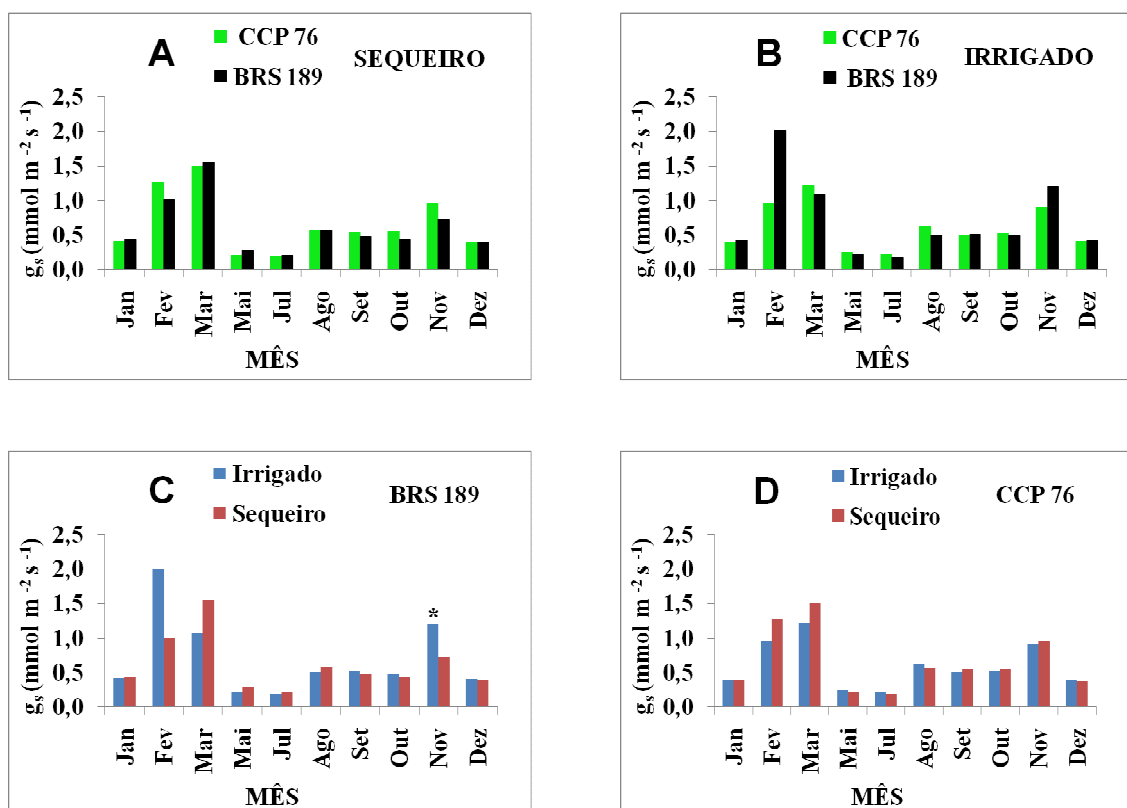 A
CCP 76
BRS 189
SEQUEIRO
gs (mmol m -2 s -1)
2,5
2,0
1,5
1,0
0,5
0,0
Jan Fev Mar Mai Jul Ago Set Out Nov Dez
MÊS
B
CCP 76
BRS 189
IRRIGADO
gs (mmol m -2 s -1)
2,5
2,0
1,5
1,0
0,5
0,0
Jan Fev Mar Mai Jul Ago Set Out Nov Dez
MÊS
C
Irrigado
Sequeiro
BRS 189
gs (mmol m -2 s -1)
2,5
2,0
1,5
1,0
0,5
0,0
*
Jan Fev Mar Mai Jul Ago Set Out Nov Dez
MÊS
D
Irrigado
Sequeiro
CCP 76
gs (mmol m -2 s -1)
2,5
2,0
1,5
1,0
0,5
0,0
Jan Fev Mar Mai Jul Ago Set Out Nov Dez
MÊS